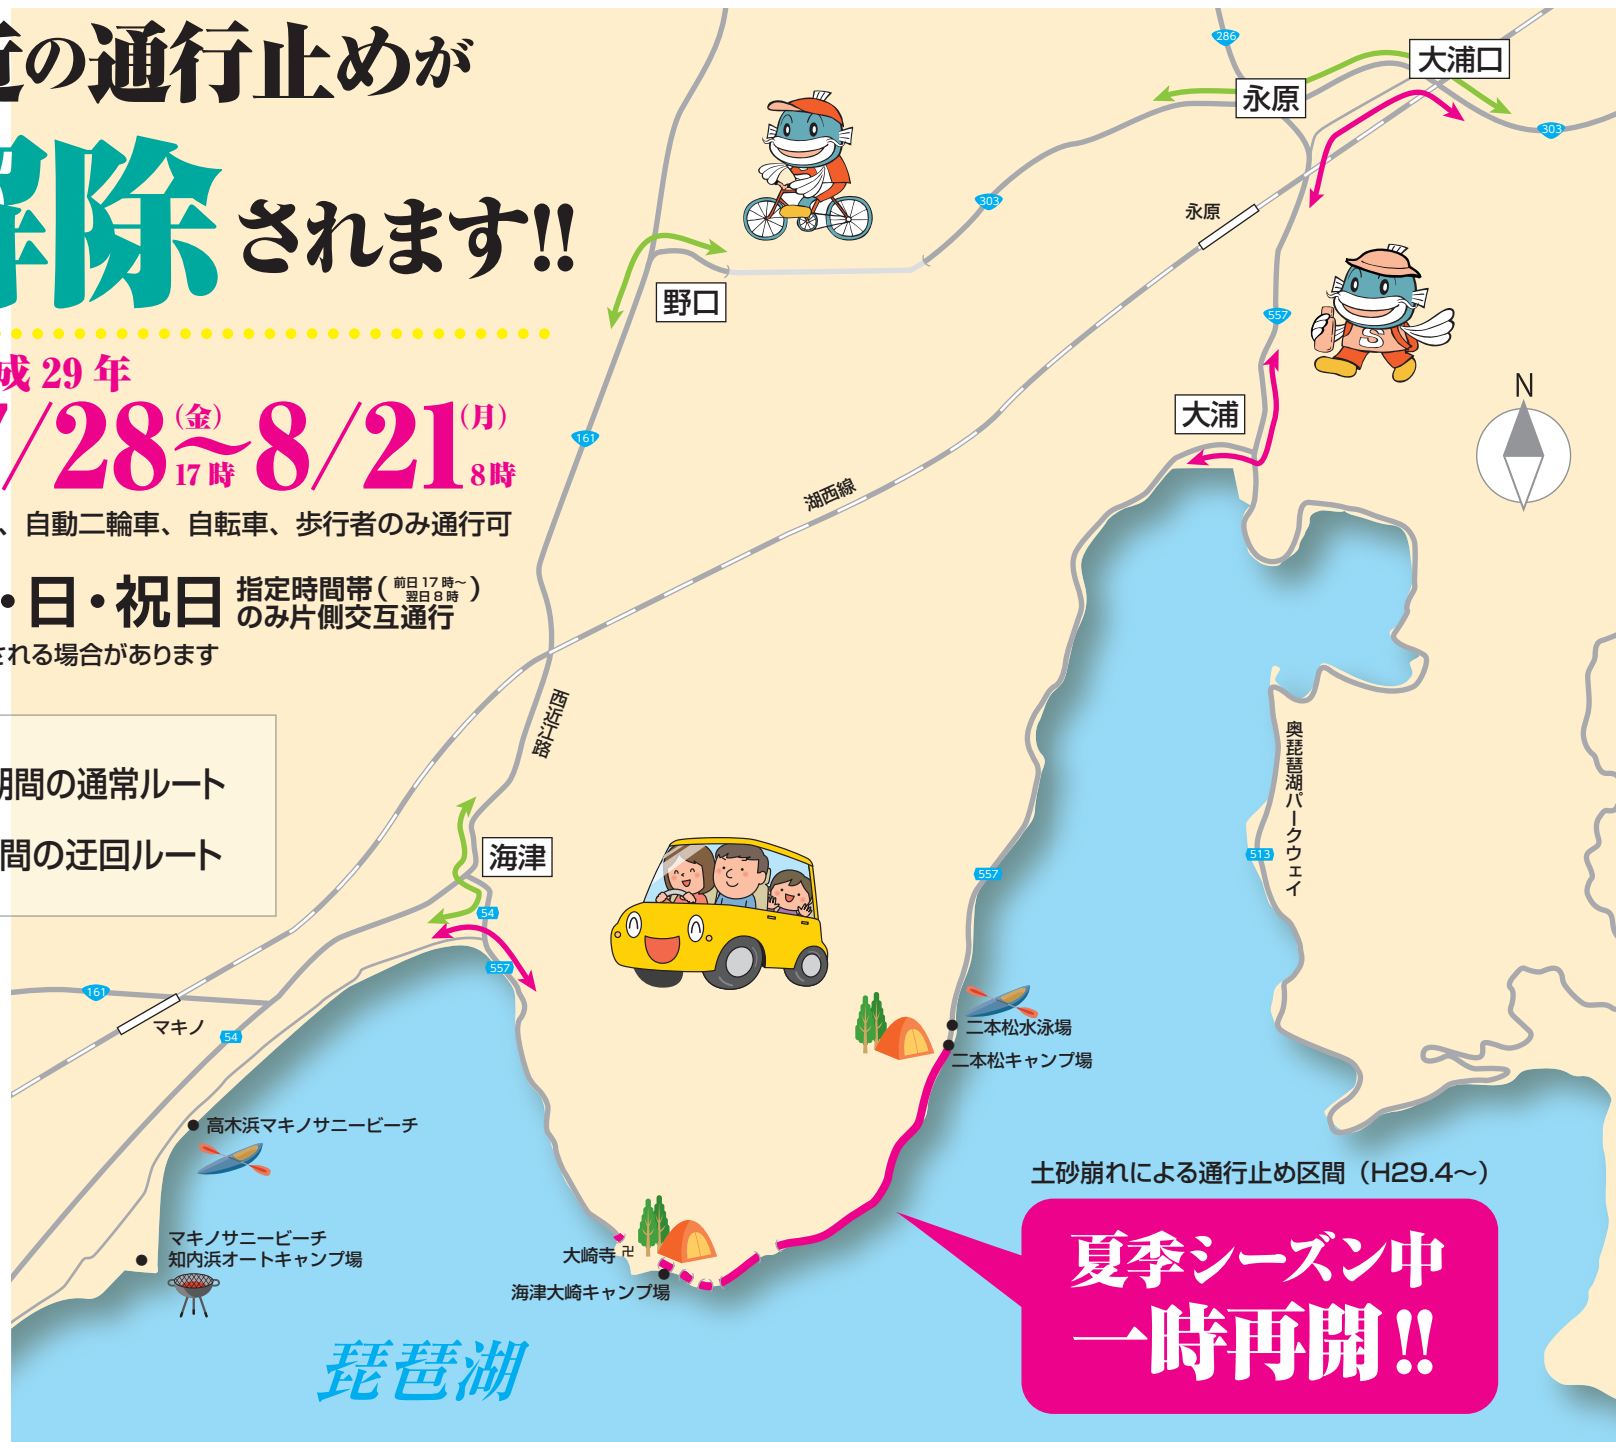 の通行止めが
除されます!!
成29年
/28(金)17時〜8/21(月)8時
、自動二輪車、自転車、歩行者のみ通行可
・日・祝日 指定時間帯(前日17時〜翌日8時)のみ片側交互通行
れる場合があります
間の通常ルート
間の迂回ルート
286
大浦口
永原
303
303
永原
野口
557
大浦
N
161
湖西線
西近江路
奥琵琶湖パークウェイ
海津
513
557
54
557
161
マキノ
54
二本松水泳場
二本松キャンプ場
高木浜マキノサニービーチ
土砂崩れによる通行止め区間(H29.4〜)
夏季シーズン中
一時再開!!
マキノサニービーチ
知内浜オートキャンプ場
大崎寺 卍
海津大崎キャンプ場
琵琶湖
S